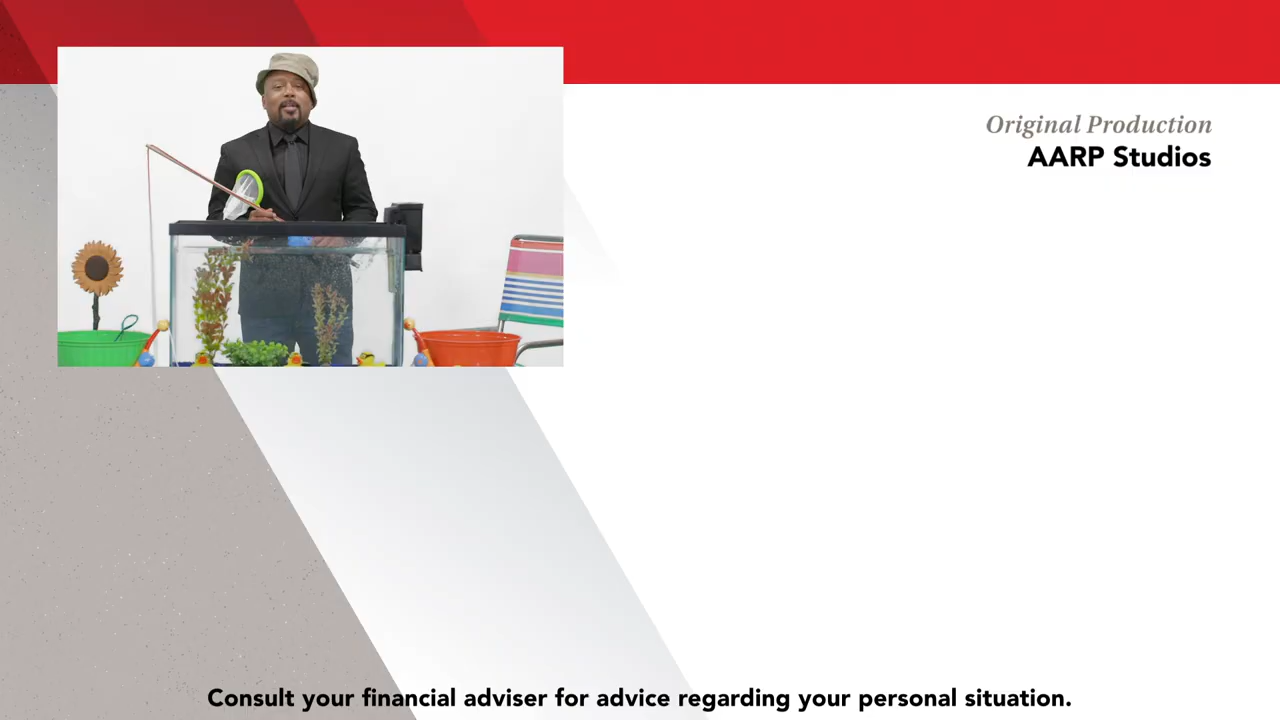 Original Production
AARP Studios
Consult your financial adviser for advice regarding your personal situation.